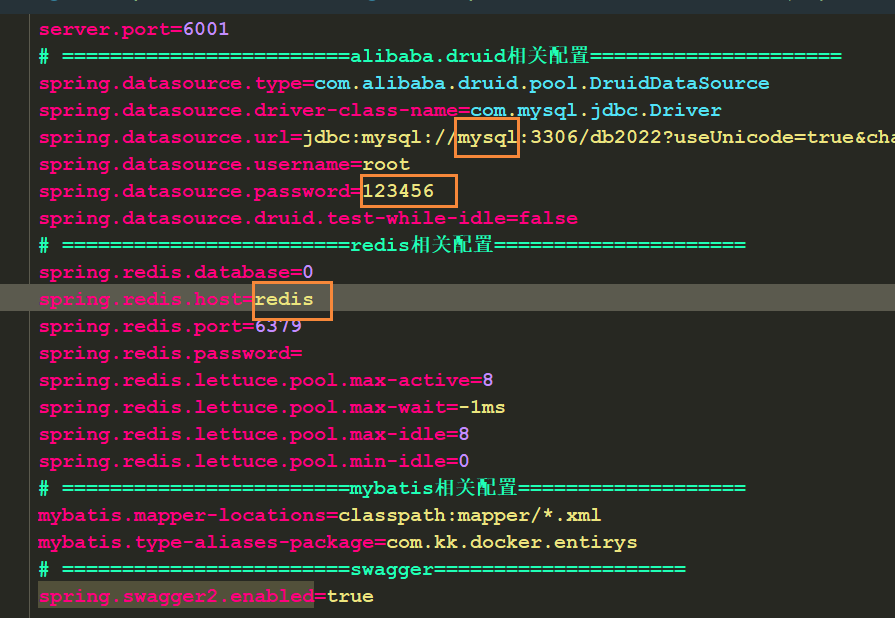 server.port=6001
# ========================alibaba.druid相关配置=====================
spring.datasource.type=com.alibaba.druid.pool.DruidDataSource
spring.datasource.driver-class-name=com.mysql.jdbc.Driver
spring.datasource.url=jdbc:mysql://mysql:3306/db2022?useUnicode=true&cha
spring.datasource.username=root
spring.datasource.password=123456
spring.datasource.druid.test-while-idle=false
# ========================redis相关配置=====================
spring.redis.database=0
spring.redis.host=redis
spring.redis.port=6379
spring.redis.password=
spring.redis.lettuce.pool.max-active=8
spring.redis.lettuce.pool.max-wait=-1ms
spring.redis.lettuce.pool.max-idle=8
spring.redis.lettuce.pool.min-idle=0
# ========================mybatis相关配置===================
mybatis.mapper-locations=classpath:mapper/*.xml
mybatis.type-aliases-package=com.kk.docker.entirys
# ========================swagger=====================
spring.swagger2.enabled=true